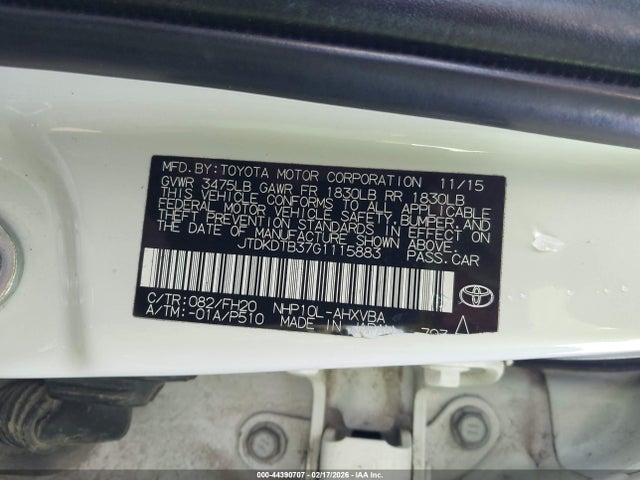 MFD. BY: TOYOTA MOTOR CORPORATION 11/15
GVWR 3475LB GAWR FR 1830LB RR 1830LB
THIS VEHICLE CONFORMS TO ALL APPLICABLE
FEDERAL MOTOR VEHICLE SAFETY, BUMPER AND
THEFT PREVENTION STANDARDS IN EFFECT ON
THE DATE OF MANUFACTURE SHOWN ABOVE.
JTDKDTB37G1115883 PASS.CAR
C/TR:082/FH20 NHP10L-AHXVBA
A/TM:-01A/P510 MADE IN JAPAN
000-44390707 - 02/17/2026 - IAAI